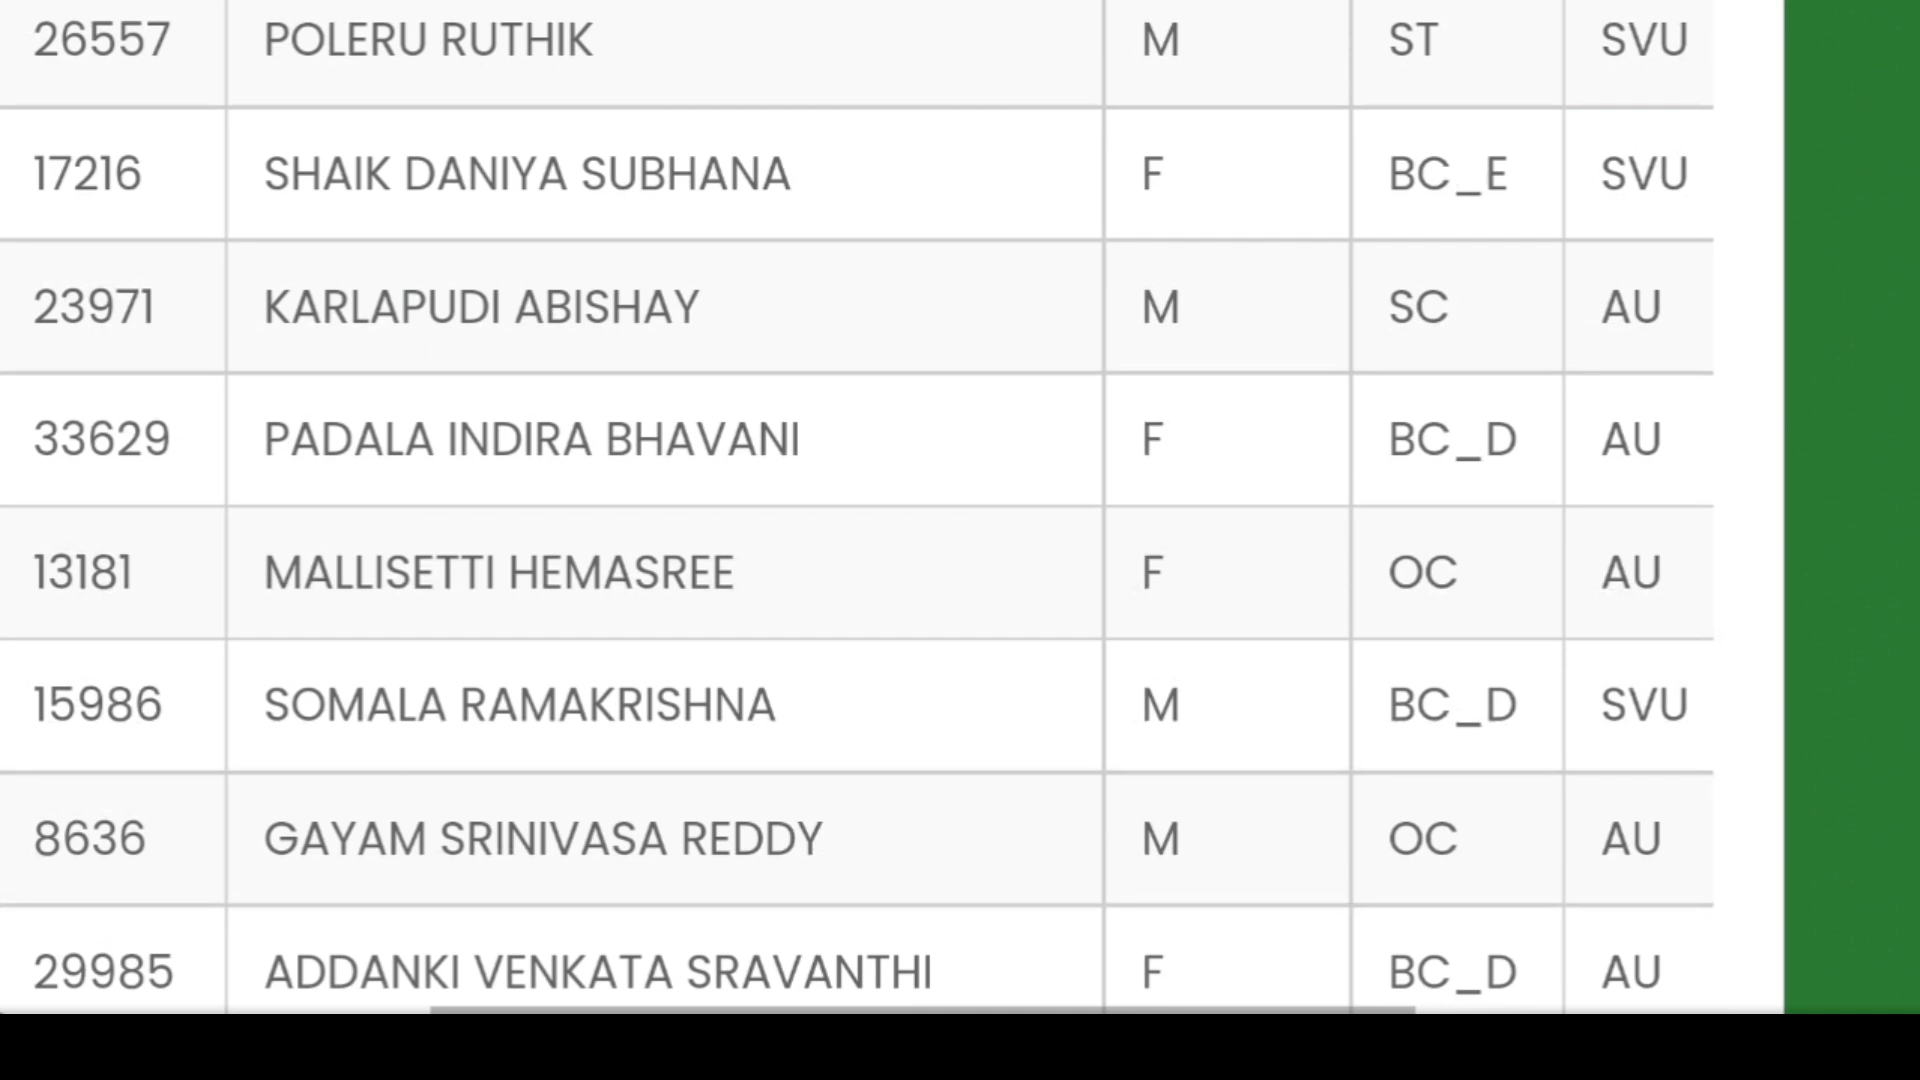 26557 POLERU RUTHIK M ST SVU
17216 SHAIK DANIYA SUBHANA F BC_E SVU
23971 KARLAPUDI ABISHAY M SC AU
33629 PADALA INDIRA BHAVANI F BC_D AU
13181 MALLISETTI HEMASREE F OC AU
15986 SOMALA RAMAKRISHNA M BC_D SVU
8636 GAYAM SRINIVASA REDDY M OC AU
29985 ADDANKI VENKATA SRAVANTHI F BC_D AU